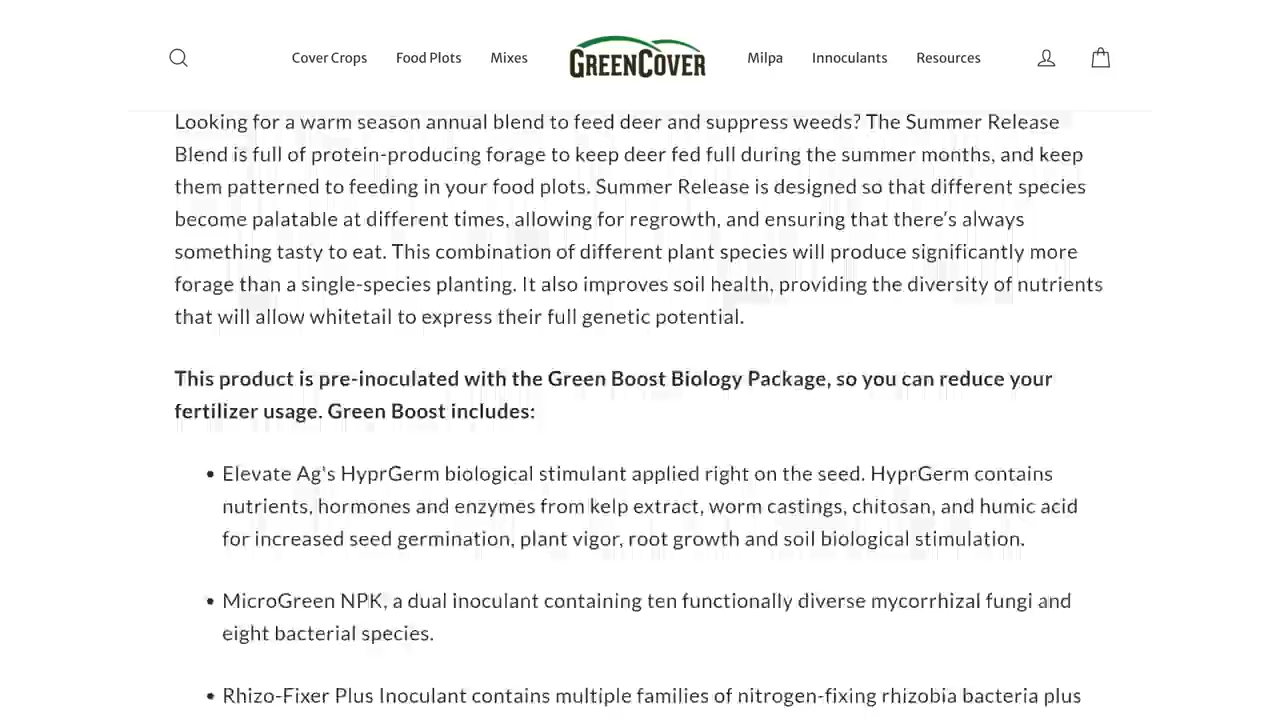 Cover Crops Food Plots Mixes GREENCOVER Milpa Innoculants Resources
Looking for a warm season annual blend to feed deer and suppress weeds? The Summer Release
Blend is full of protein-producing forage to keep deer fed full during the summer months, and keep
them patterned to feeding in your food plots. Summer Release is designed so that different species
become palatable at different times, allowing for regrowth, and ensuring that there's always
something tasty to eat. This combination of different plant species will produce significantly more
forage than a single-species planting. It also improves soil health, providing the diversity of nutrients
that will allow whitetail to express their full genetic potential.
This product is pre-inoculated with the Green Boost Biology Package, so you can reduce your
fertilizer usage. Green Boost includes:
• Elevate Ag's HyprGerm biological stimulant applied right on the seed. HyprGerm contains
nutrients, hormones and enzymes from kelp extract, worm castings, chitosan, and humic acid
for increased seed germination, plant vigor, root growth and soil biological stimulation.
• MicroGreen NPK, a dual inoculant containing ten functionally diverse mycorrhizal fungi and
eight bacterial species.
• Rhizo-Fixer Plus Inoculant contains multiple families of nitrogen-fixing rhizobia bacteria plus